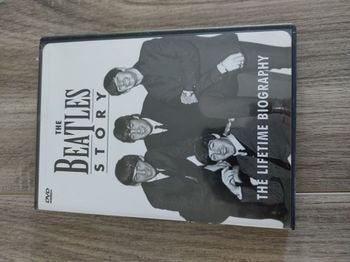 THE
BEATLES
STORY
THE LIFETIME BIOGRAPHY
DVD